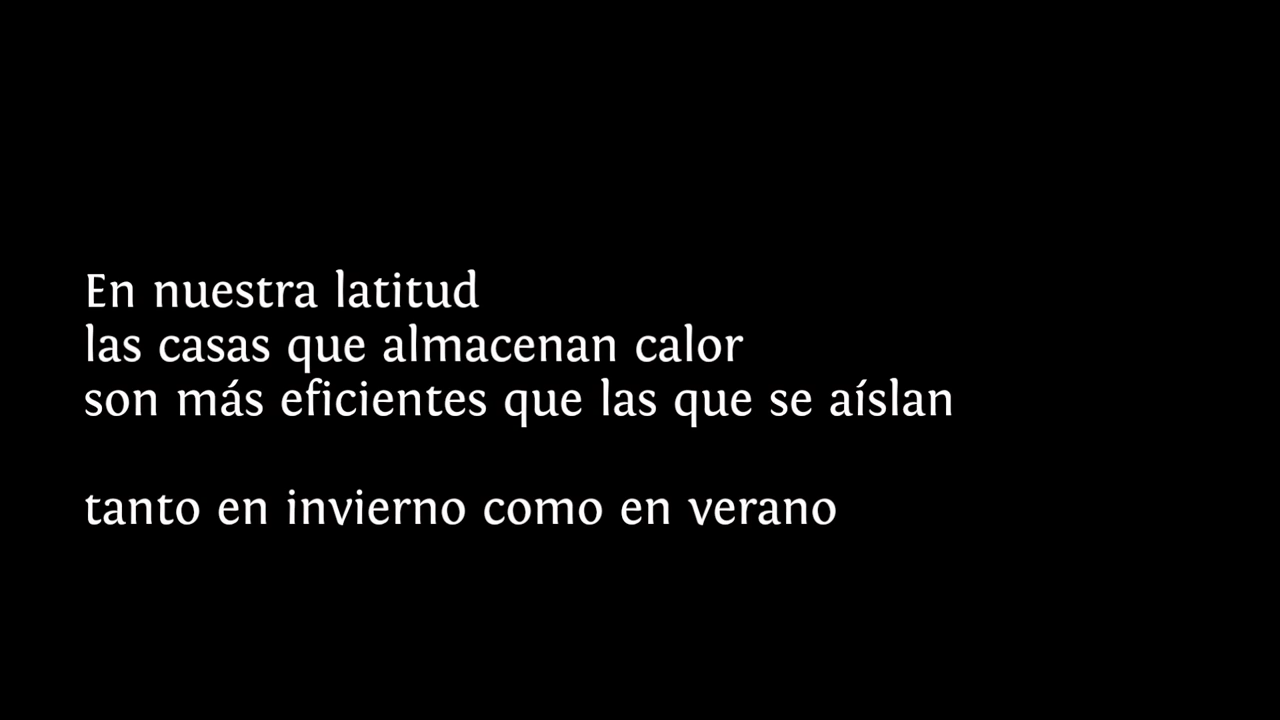 En nuestra latitud
las casas que almacenan calor
son más eficientes que las que se aíslan
tanto en invierno como en verano